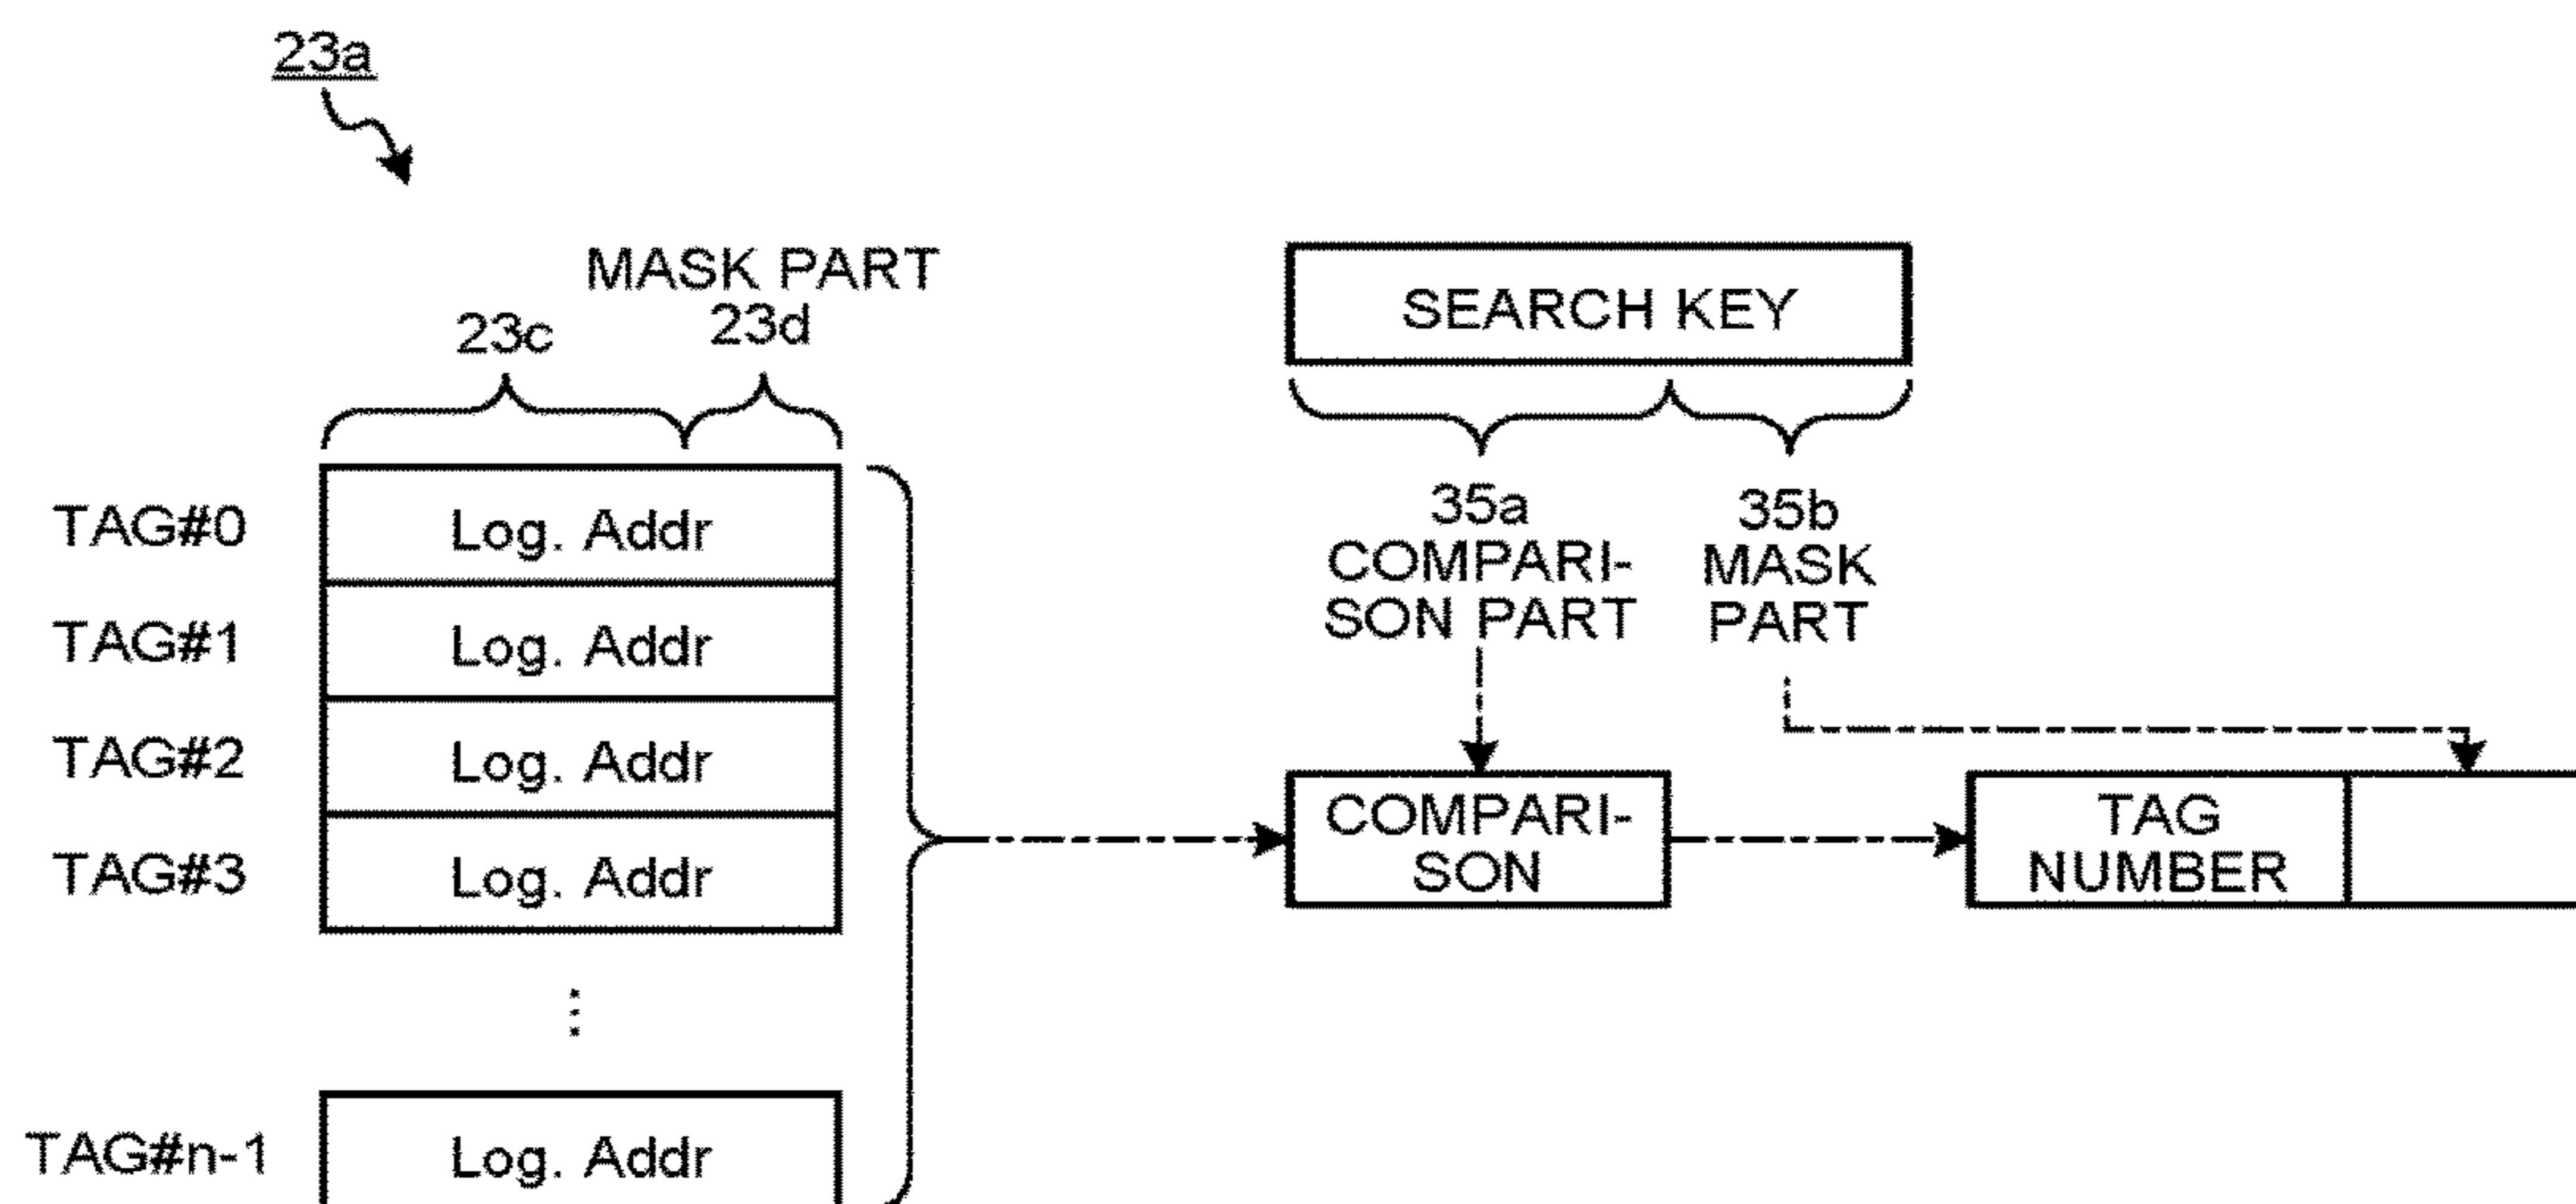 23a
MASK PART
23c
23d
SEARCH KEY
TAG#0
Log. Addr
35a
COMPARI-
SON PART
35b
MASK
PART
TAG#1
Log. Addr
TAG#2
Log. Addr
TAG#3
Log. Addr
COMPARI-
SON
TAG
NUMBER
⋮
TAG#n-1
Log. Addr